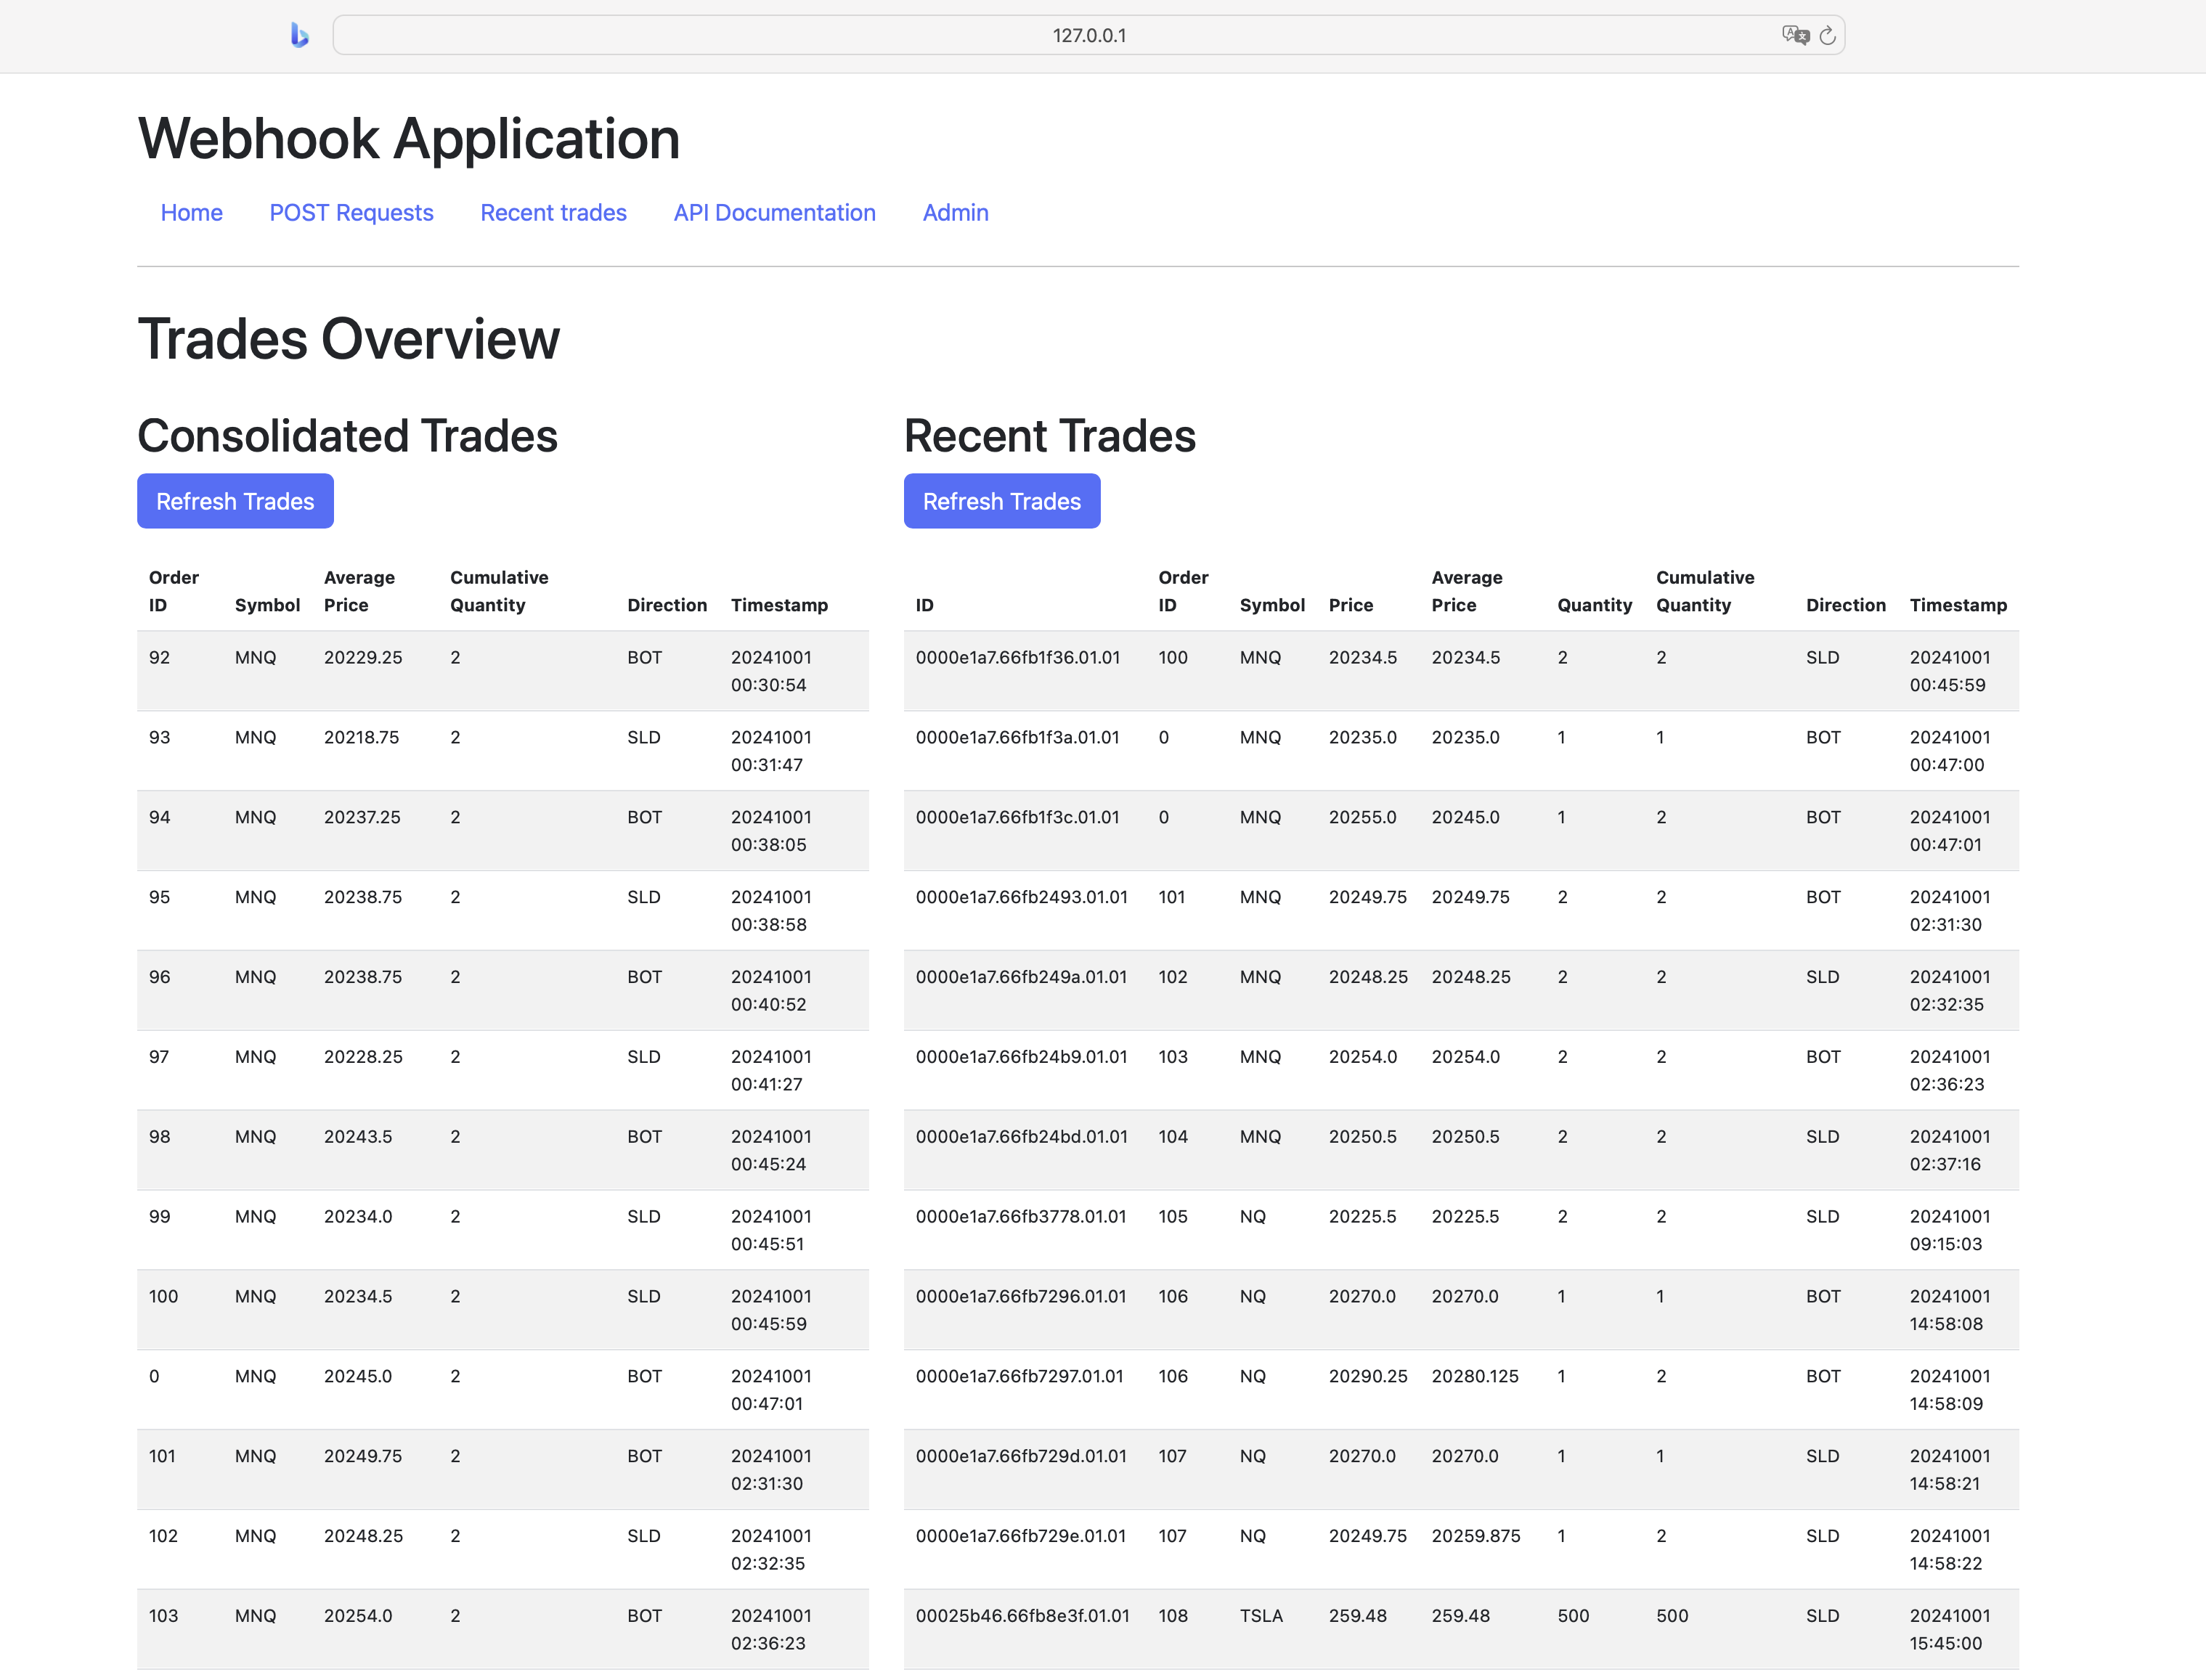 127.0.0.1
Webhook Application
Home POST Requests Recent trades API Documentation Admin
Trades Overview
Consolidated Trades
Refresh Trades
Order ID Symbol Average Price Cumulative Quantity Direction Timestamp
92 MNQ 20229.25 2 BOT 20241001 00:30:54
93 MNQ 20218.75 2 SLD 20241001 00:31:47
94 MNQ 20237.25 2 BOT 20241001 00:38:05
95 MNQ 20238.75 2 SLD 20241001 00:38:58
96 MNQ 20238.75 2 BOT 20241001 00:40:52
97 MNQ 20228.25 2 SLD 20241001 00:41:27
98 MNQ 20243.5 2 BOT 20241001 00:45:24
99 MNQ 20234.0 2 SLD 20241001 00:45:51
100 MNQ 20234.5 2 SLD 20241001 00:45:59
0 MNQ 20245.0 2 BOT 20241001 00:47:01
101 MNQ 20249.75 2 BOT 20241001 02:31:30
102 MNQ 20248.25 2 SLD 20241001 02:32:35
103 MNQ 20254.0 2 BOT 20241001 02:36:23
Recent Trades
Refresh Trades
ID Order ID Symbol Price Average Price Quantity Cumulative Quantity Direction Timestamp
0000e1a7.66fb1f36.01.01 100 MNQ 20234.5 20234.5 2 2 SLD 20241001 00:45:59
0000e1a7.66fb1f3a.01.01 0 MNQ 20235.0 20235.0 1 1 BOT 20241001 00:47:00
0000e1a7.66fb1f3c.01.01 0 MNQ 20255.0 20245.0 1 2 BOT 20241001 00:47:01
0000e1a7.66fb2493.01.01 101 MNQ 20249.75 20249.75 2 2 BOT 20241001 02:31:30
0000e1a7.66fb249a.01.01 102 MNQ 20248.25 20248.25 2 2 SLD 20241001 02:32:35
0000e1a7.66fb24b9.01.01 103 MNQ 20254.0 20254.0 2 2 BOT 20241001 02:36:23
0000e1a7.66fb24bd.01.01 104 MNQ 20250.5 20250.5 2 2 SLD 20241001 02:37:16
0000e1a7.66fb3778.01.01 105 NQ 20225.5 20225.5 2 2 SLD 20241001 09:15:03
0000e1a7.66fb7296.01.01 106 NQ 20270.0 20270.0 1 1 BOT 20241001 14:58:08
0000e1a7.66fb7297.01.01 106 NQ 20290.25 20280.125 1 2 BOT 20241001 14:58:09
0000e1a7.66fb729d.01.01 107 NQ 20270.0 20270.0 1 1 SLD 20241001 14:58:21
0000e1a7.66fb729e.01.01 107 NQ 20249.75 20259.875 1 2 SLD 20241001 14:58:22
00025b46.66fb8e3f.01.01 108 TSLA 259.48 259.48 500 500 SLD 20241001 15:45:00